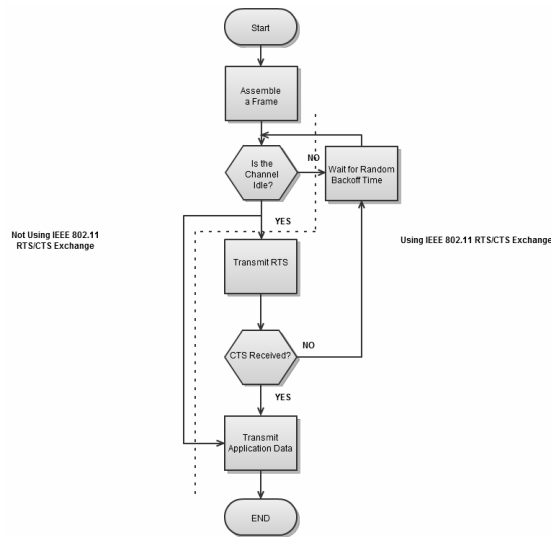 Start
Assemble
a Frame
Is the
Channel
Idle?
NO
Wait for Random
Backoff Time
YES
Not Using IEEE 802.11
RTS/CTS Exchange
Using IEEE 802.11 RTS/CTS Exchange
Transmit RTS
CTS Received?
NO
YES
Transmit
Application Data
END